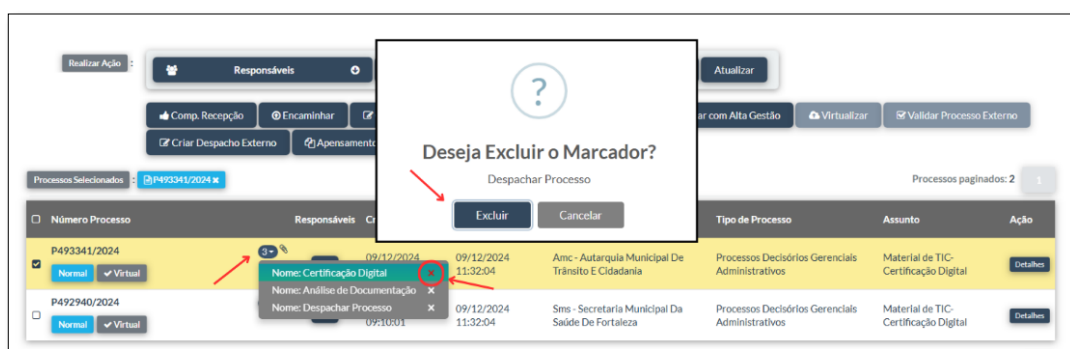 Realizar Ação :
Responsáveis
Atualizar
Comp. Recepção
Encaminhar
ar com Alta Gestão
Virtualizar
Validar Processo Externo
Criar Despacho Externo
Apensamento
?
Deseja Excluir o Marcador?
Despachar Processo
Excluir
Cancelar
Processos Selecionados : P493341/2024 x
Processos paginados: 2 1
Número Processo Responsáveis Tipo de Processo Assunto Ação
P493341/2024
Normal Virtual
3
09/12/2024
09/12/2024
11:32:04
Amc - Autarquia Municipal De
Trânsito E Cidadania
Processos Decisórios Gerenciais
Administrativos
Material de TIC-
Certificação Digital
Detalhes
Nome: Certificação Digital x
Nome: Análise de Documentação x
Nome: Despachar Processo x
P492940/2024
Normal Virtual
09:10:01
09/12/2024
11:32:04
Sms - Secretaria Municipal Da
Saúde De Fortaleza
Processos Decisórios Gerenciais
Administrativos
Material de TIC-
Certificação Digital
Detalhes